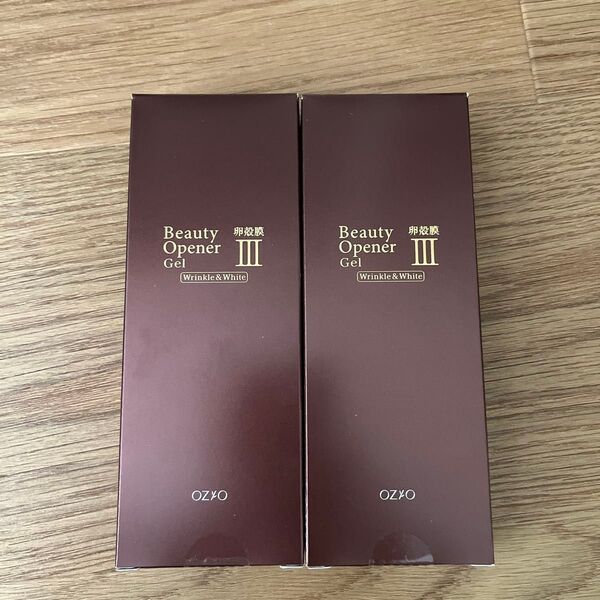 Beauty 卵殻膜
Opener III
Gel
Wrinkle & White
OZIO
Beauty 卵殻膜
Opener III
Gel
Wrinkle & White
OZIO